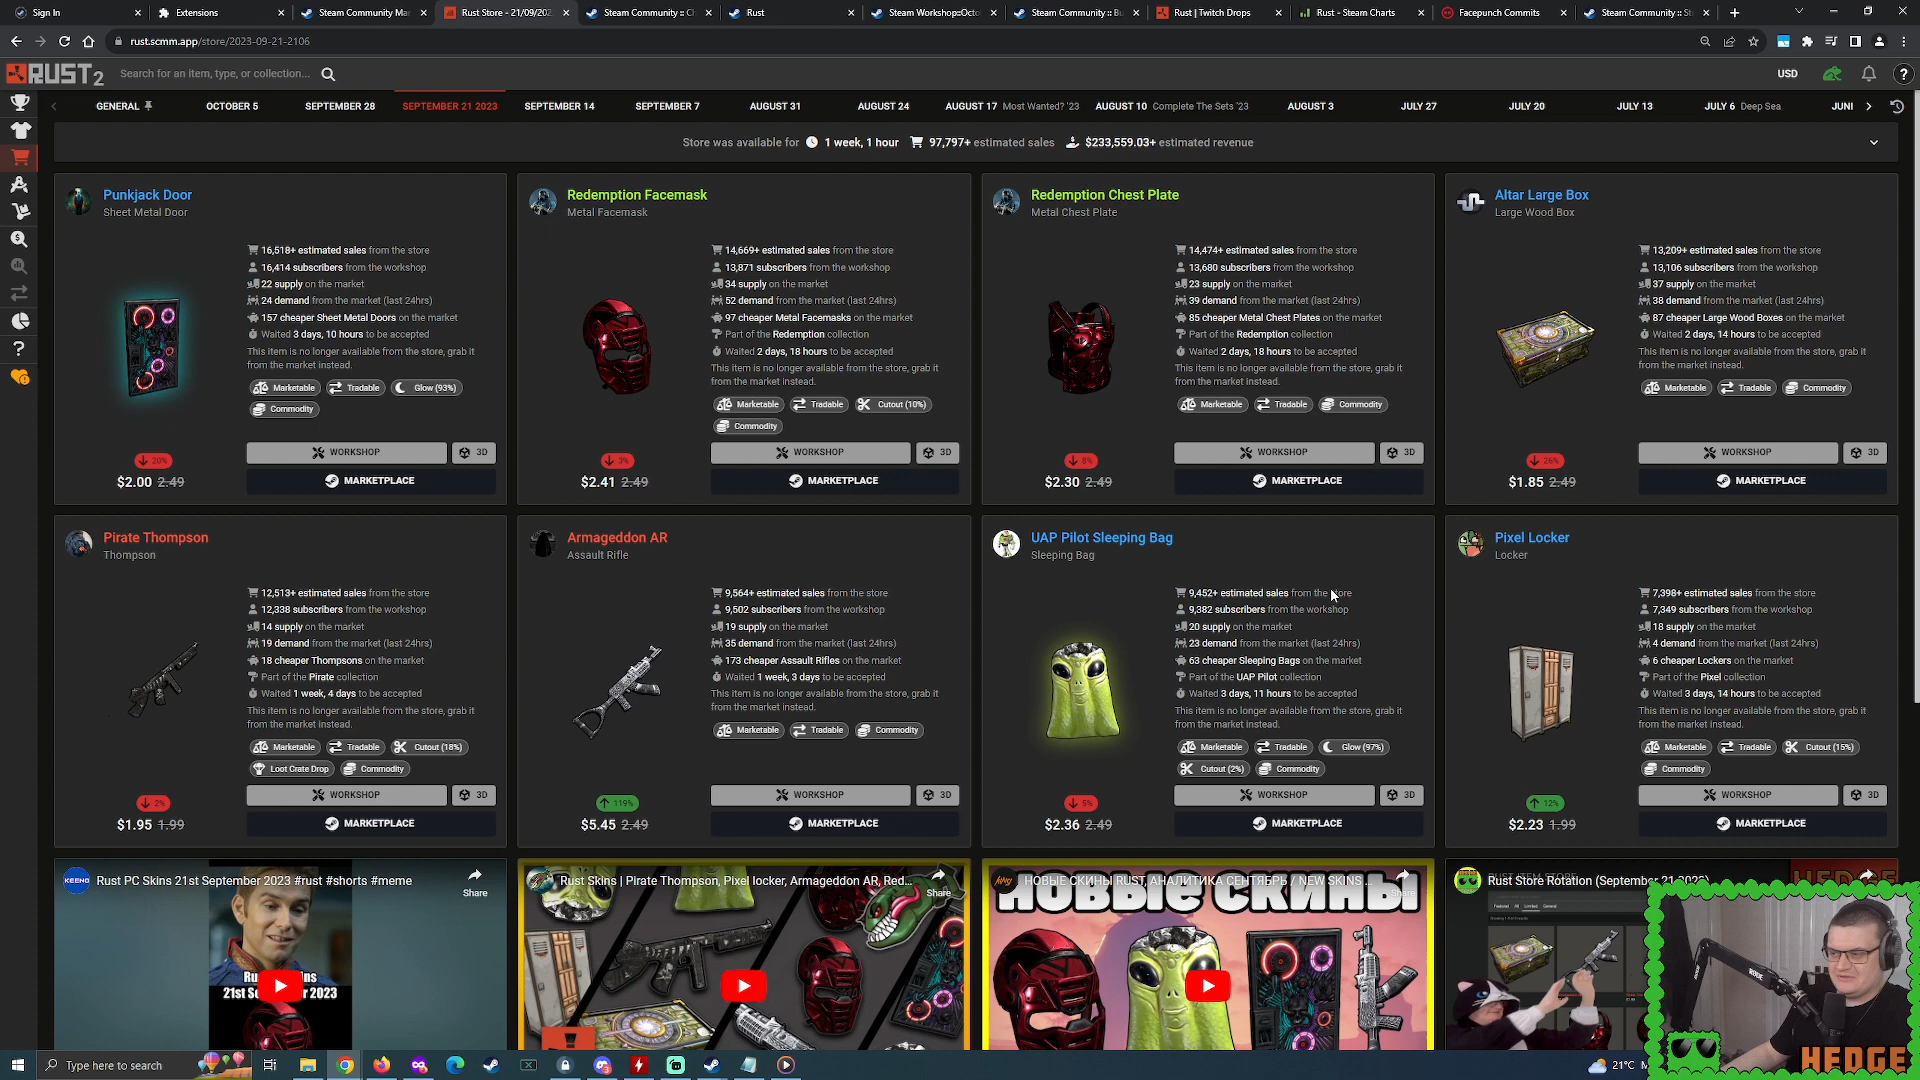 Sign In
Extensions
Steam Community Ma
Rust Store - 21/09/202
Steam Community :: C
Rust
Steam Workshop::Octo
Steam Community :: Bu
Rust | Twitch Drops
Rust - Steam Charts
Facepunch Commits
Steam Community :: St
rust.scmm.app/store/2023-09-21-2106
RUST 2
Search for an item, type, or collection...
USD
GENERAL
OCTOBER 5
SEPTEMBER 28
SEPTEMBER 21 2023
SEPTEMBER 14
SEPTEMBER 7
AUGUST 31
AUGUST 24
AUGUST 17 Most Wanted? '23
AUGUST 10 Complete The Sets '23
AUGUST 3
JULY 27
JULY 20
JULY 13
JULY 6 Deep Sea
JUNI
Store was available for 1 week, 1 hour 97,797+ estimated sales $233,559.03+ estimated revenue
Punkjack Door
Sheet Metal Door
16,518+ estimated sales from the store
16,414 subscribers from the workshop
22 supply on the market
24 demand from the market (last 24hrs)
157 cheaper Sheet Metal Doors on the market
Waited 3 days, 10 hours to be accepted
This item is no longer available from the store, grab it
from the market instead.
Marketable Tradable Glow (93%)
Commodity
20%
$2.00 2.49
WORKSHOP 3D
MARKETPLACE
Redemption Facemask
Metal Facemask
14,669+ estimated sales from the store
13,871 subscribers from the workshop
34 supply on the market
52 demand from the market (last 24hrs)
97 cheaper Metal Facemasks on the market
Part of the Redemption collection
Waited 2 days, 18 hours to be accepted
This item is no longer available from the store, grab it
from the market instead.
Marketable Tradable Cutout (10%)
Commodity
3%
$2.41 2.49
WORKSHOP 3D
MARKETPLACE
Redemption Chest Plate
Metal Chest Plate
14,474+ estimated sales from the store
13,680 subscribers from the workshop
23 supply on the market
39 demand from the market (last 24hrs)
85 cheaper Metal Chest Plates on the market
Part of the Redemption collection
Waited 2 days, 18 hours to be accepted
This item is no longer available from the store, grab it
from the market instead.
Marketable Tradable Commodity
8%
$2.30 2.49
WORKSHOP 3D
MARKETPLACE
Altar Large Box
Large Wood Box
13,209+ estimated sales from the store
13,106 subscribers from the workshop
37 supply on the market
38 demand from the market (last 24hrs)
87 cheaper Large Wood Boxes on the market
Waited 2 days, 14 hours to be accepted
This item is no longer available from the store, grab it
from the market instead.
Marketable Tradable Commodity
26%
$1.85 2.49
WORKSHOP 3D
MARKETPLACE
Pirate Thompson
Thompson
12,513+ estimated sales from the store
12,338 subscribers from the workshop
14 supply on the market
19 demand from the market (last 24hrs)
18 cheaper Thompsons on the market
Part of the Pirate collection
Waited 1 week, 4 days to be accepted
This item is no longer available from the store, grab it
from the market instead.
Marketable Tradable Cutout (18%)
Loot Crate Drop Commodity
2%
$1.95 1.99
WORKSHOP 3D
MARKETPLACE
Armageddon AR
Assault Rifle
9,564+ estimated sales from the store
9,502 subscribers from the workshop
19 supply on the market
35 demand from the market (last 24hrs)
173 cheaper Assault Rifles on the market
Waited 1 week, 3 days to be accepted
This item is no longer available from the store, grab it
from the market instead.
Marketable Tradable Commodity
119%
$5.45 2.49
WORKSHOP 3D
MARKETPLACE
UAP Pilot Sleeping Bag
Sleeping Bag
9,452+ estimated sales from the store
9,382 subscribers from the workshop
20 supply on the market
23 demand from the market (last 24hrs)
63 cheaper Sleeping Bags on the market
Part of the UAP Pilot collection
Waited 3 days, 11 hours to be accepted
This item is no longer available from the store, grab it
from the market instead.
Marketable Tradable Glow (97%)
Cutout (2%) Commodity
5%
$2.36 2.49
WORKSHOP 3D
MARKETPLACE
Pixel Locker
Locker
7,398+ estimated sales from the store
7,349 subscribers from the workshop
18 supply on the market
4 demand from the market (last 24hrs)
6 cheaper Lockers on the market
Part of the Pixel collection
Waited 3 days, 14 hours to be accepted
This item is no longer available from the store, grab it
from the market instead.
Marketable Tradable Cutout (15%)
Commodity
12%
$2.23 1.99
WORKSHOP 3D
MARKETPLACE
KEENO
Rust PC Skins 21st September 2023 #rust #shorts #meme
Share
Rust Skins | Pirate Thompson, Pixel locker, Armageddon AR, Red...
Share
НОВЫЕ СКИНЫ RUST, АНАЛИТИКА СЕНТЯБРЬ / NEW SKINS ...
Share
НОВЫЕ СКИНЫ
Rust Store Rotation (September 21 2023)
HEDGE
Type here to search
21°C